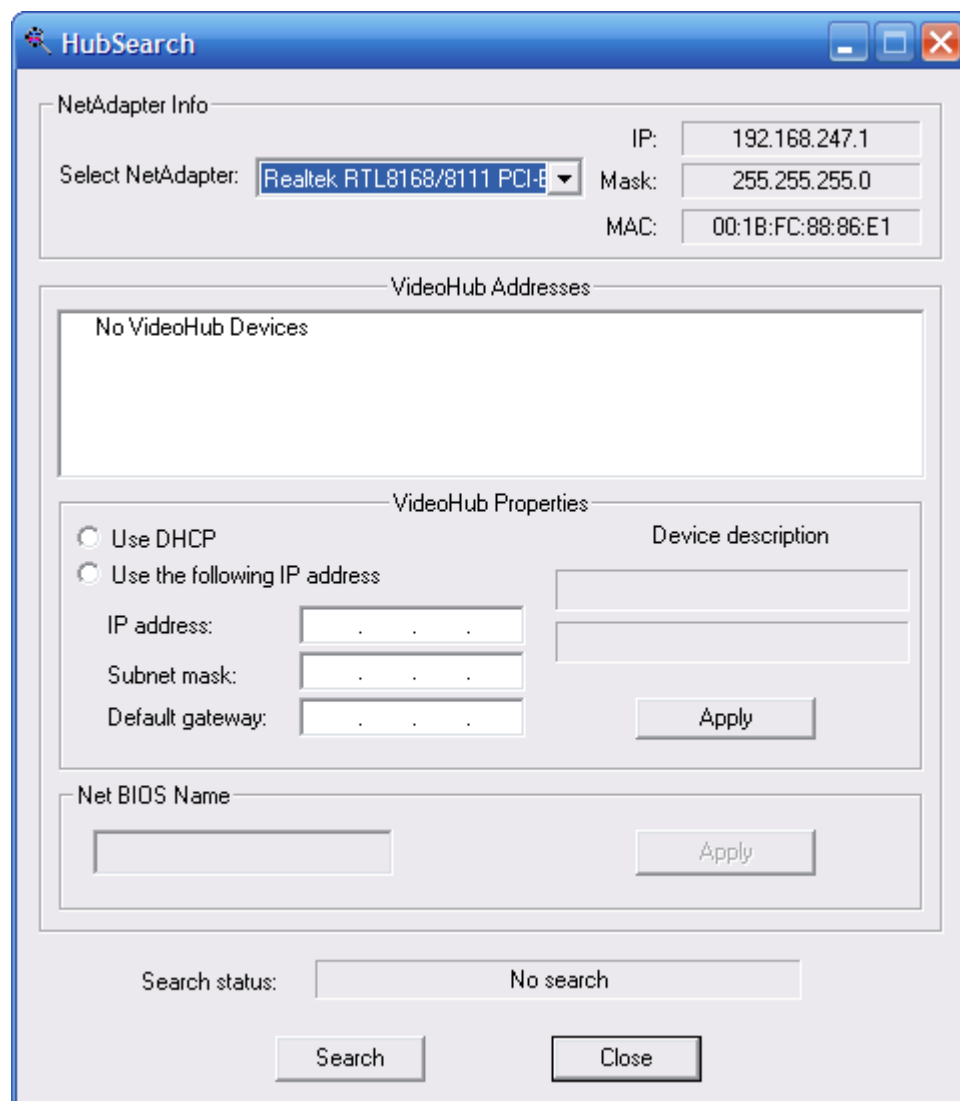 HubSearch
NetAdapter Info
IP: 192.168.247.1
Select NetAdapter: Realtek RTL8168/8111 PCI-E Mask: 255.255.255.0
MAC: 00:1B:FC:88:86:E1
VideoHub Addresses
No VideoHub Devices
VideoHub Properties
Use DHCP
Device description
Use the following IP address
IP address: . . .
Subnet mask: . . .
Default gateway: . . .
Apply
Net BIOS Name
Apply
Search status: No search
Search Close